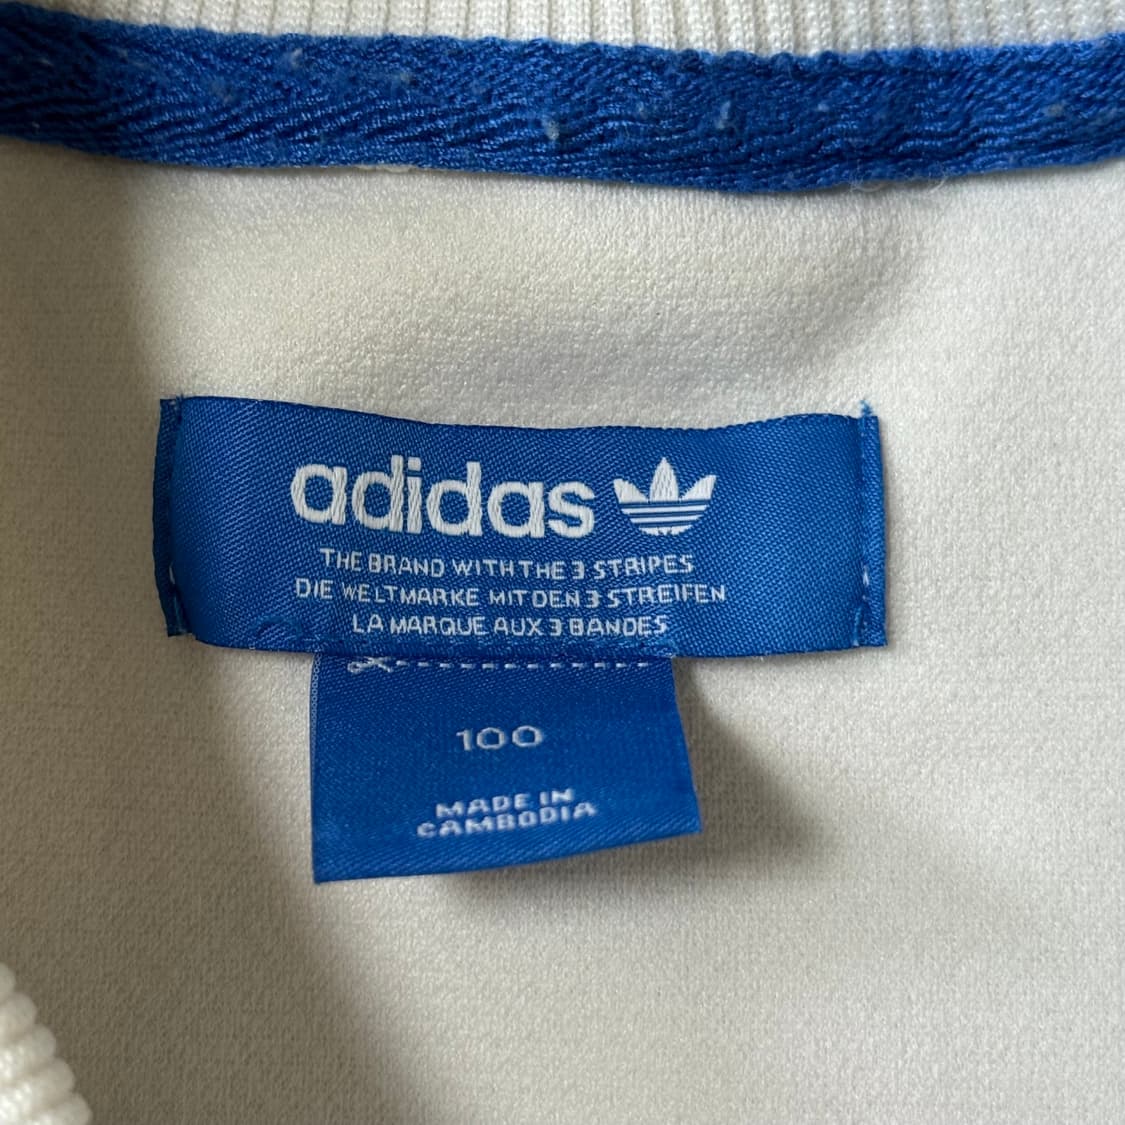 adidas
THE BRAND WITH THE 3 STRIPES
DIE WELTMARKE MIT DEN 3 STREIFEN
LA MARQUE AUX 3 BANDES
100
MADE IN
CAMBODIA